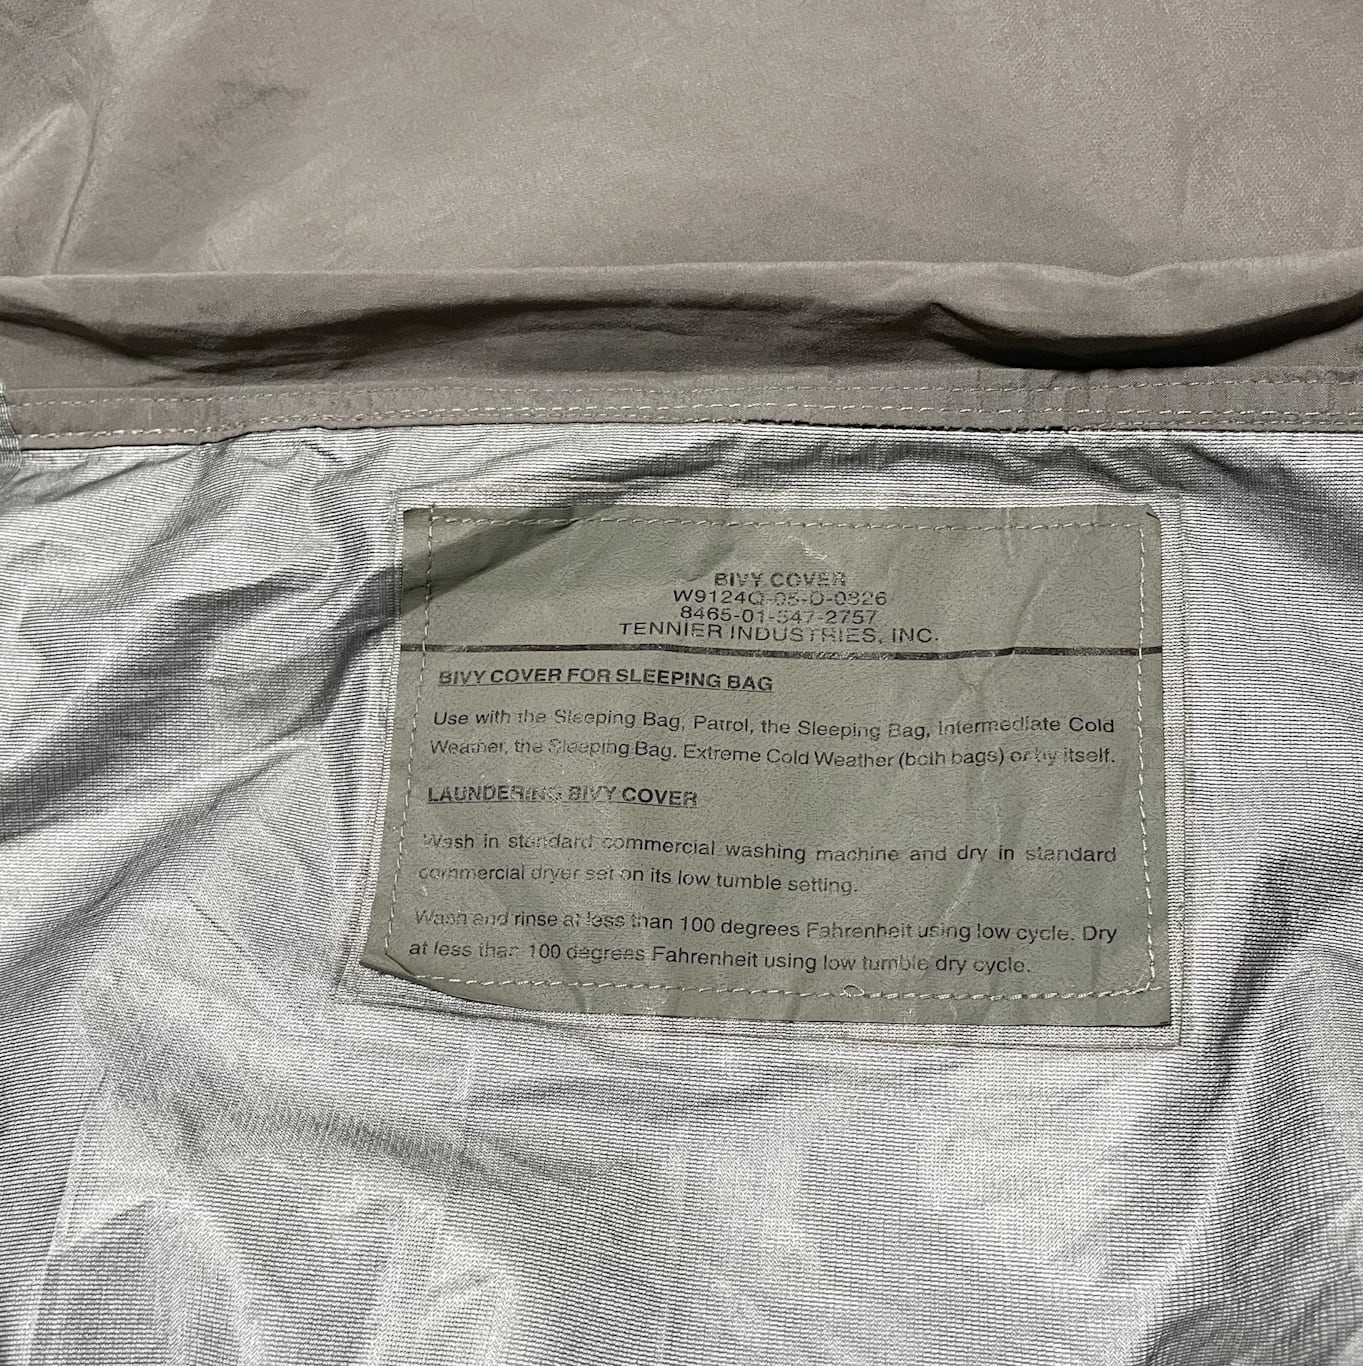 BIVY COVER
W9124Q-05-D-0826
8465-01-547-2757
TENNIER INDUSTRIES, INC.
BIVY COVER FOR SLEEPING BAG
Use with the Sleeping Bag, Patrol, the Sleeping Bag, Intermediate Cold
Weather, the Sleeping Bag. Extreme Cold Weather (both bags) or by itself.
LAUNDERING BIVY COVER
Wash in standard commercial washing machine and dry in standard
commercial dryer set on its low tumble setting.
Wash and rinse at less than 100 degrees Fahrenheit using low cycle. Dry
at less than 100 degrees Fahrenheit using low tumble dry cycle.